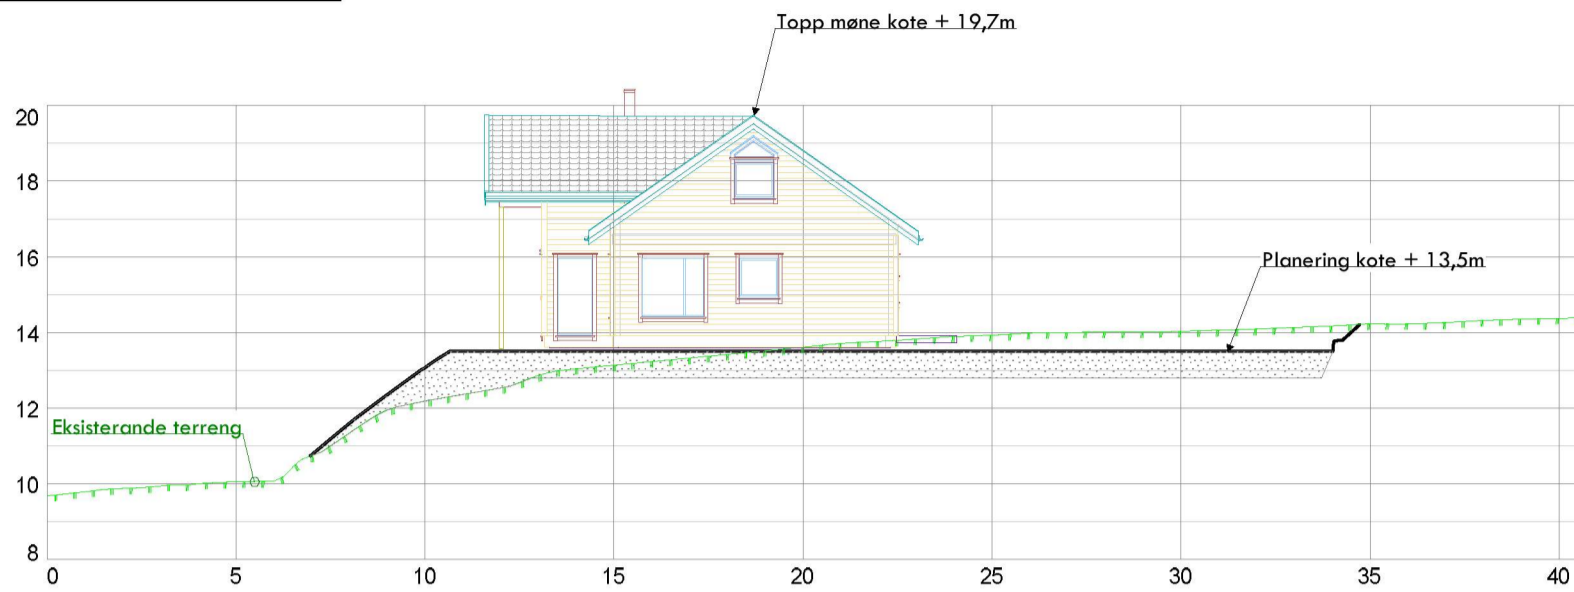 Topp møne kote + 19,7m
20
18
16
Planering kote + 13,5m
14
12
Eksisterande terreng
10
8
0 5 10 15 20 25 30 35 40